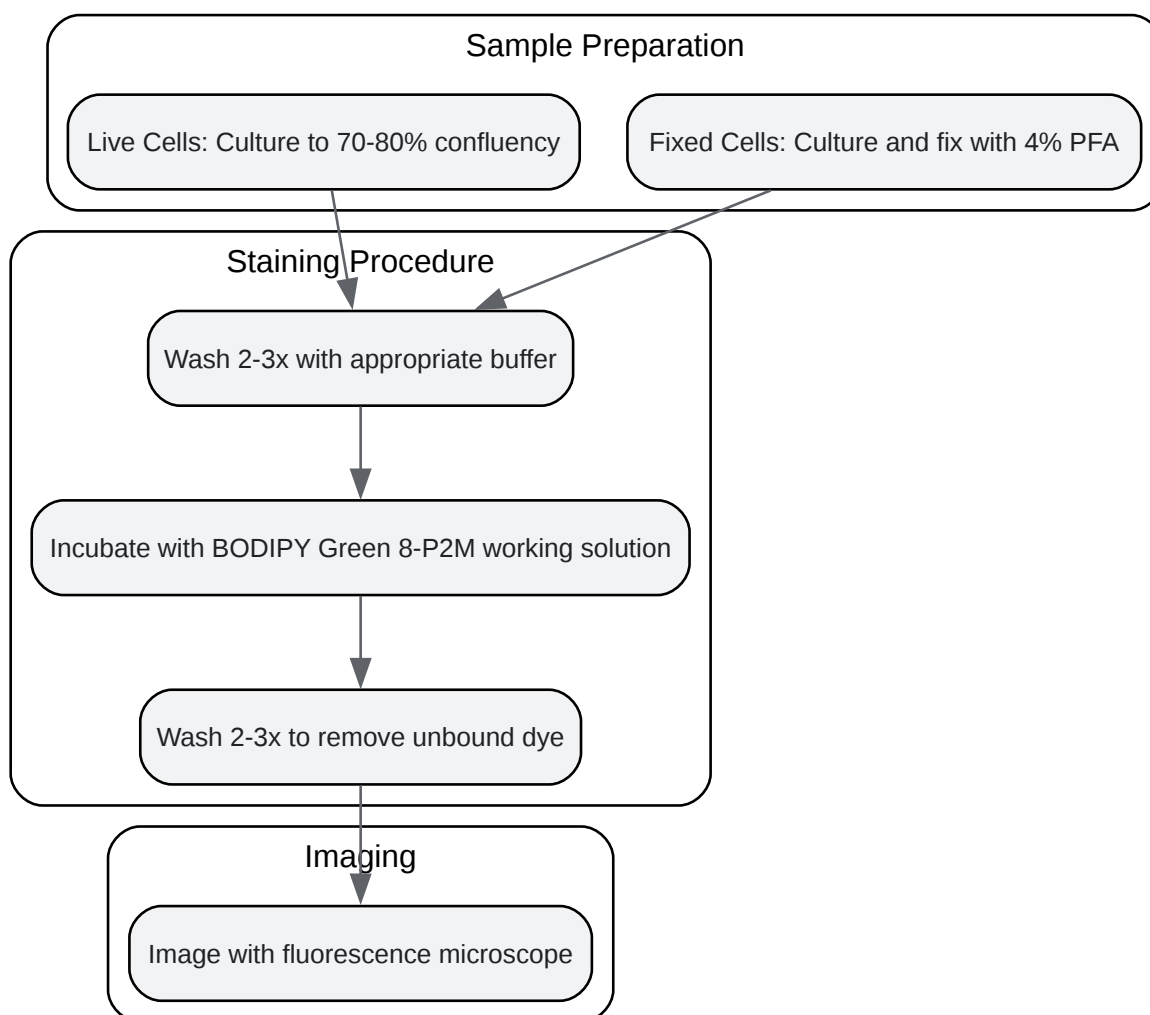 Sample Preparation
Live Cells: Culture to 70-80% confluency
Fixed Cells: Culture and fix with 4% PFA
Staining Procedure
Wash 2-3x with appropriate buffer
Incubate with BODIPY Green 8-P2M working solution
Wash 2-3x to remove unbound dye
Imaging
Image with fluorescence microscope